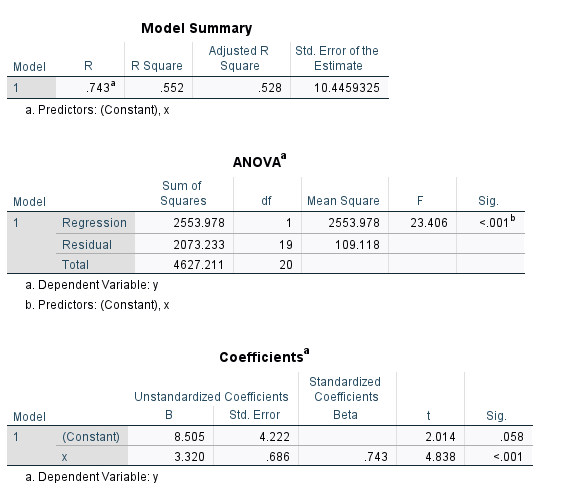 Model Summary
Model R R Square Adjusted R Square Std. Error of the Estimate
1 .743a .552 .528 10.4459325
a. Predictors: (Constant), x
ANOVAa
Model Sum of Squares df Mean Square F Sig.
1 Regression 2553.978 1 2553.978 23.406 <.001b
Residual 2073.233 19 109.118
Total 4627.211 20
a. Dependent Variable: y
b. Predictors: (Constant), x
Coefficientsa
Unstandardized Coefficients Standardized Coefficients
Model B Std. Error Beta t Sig.
1 (Constant) 8.505 4.222 2.014 .058
x 3.320 .686 .743 4.838 <.001
a. Dependent Variable: y